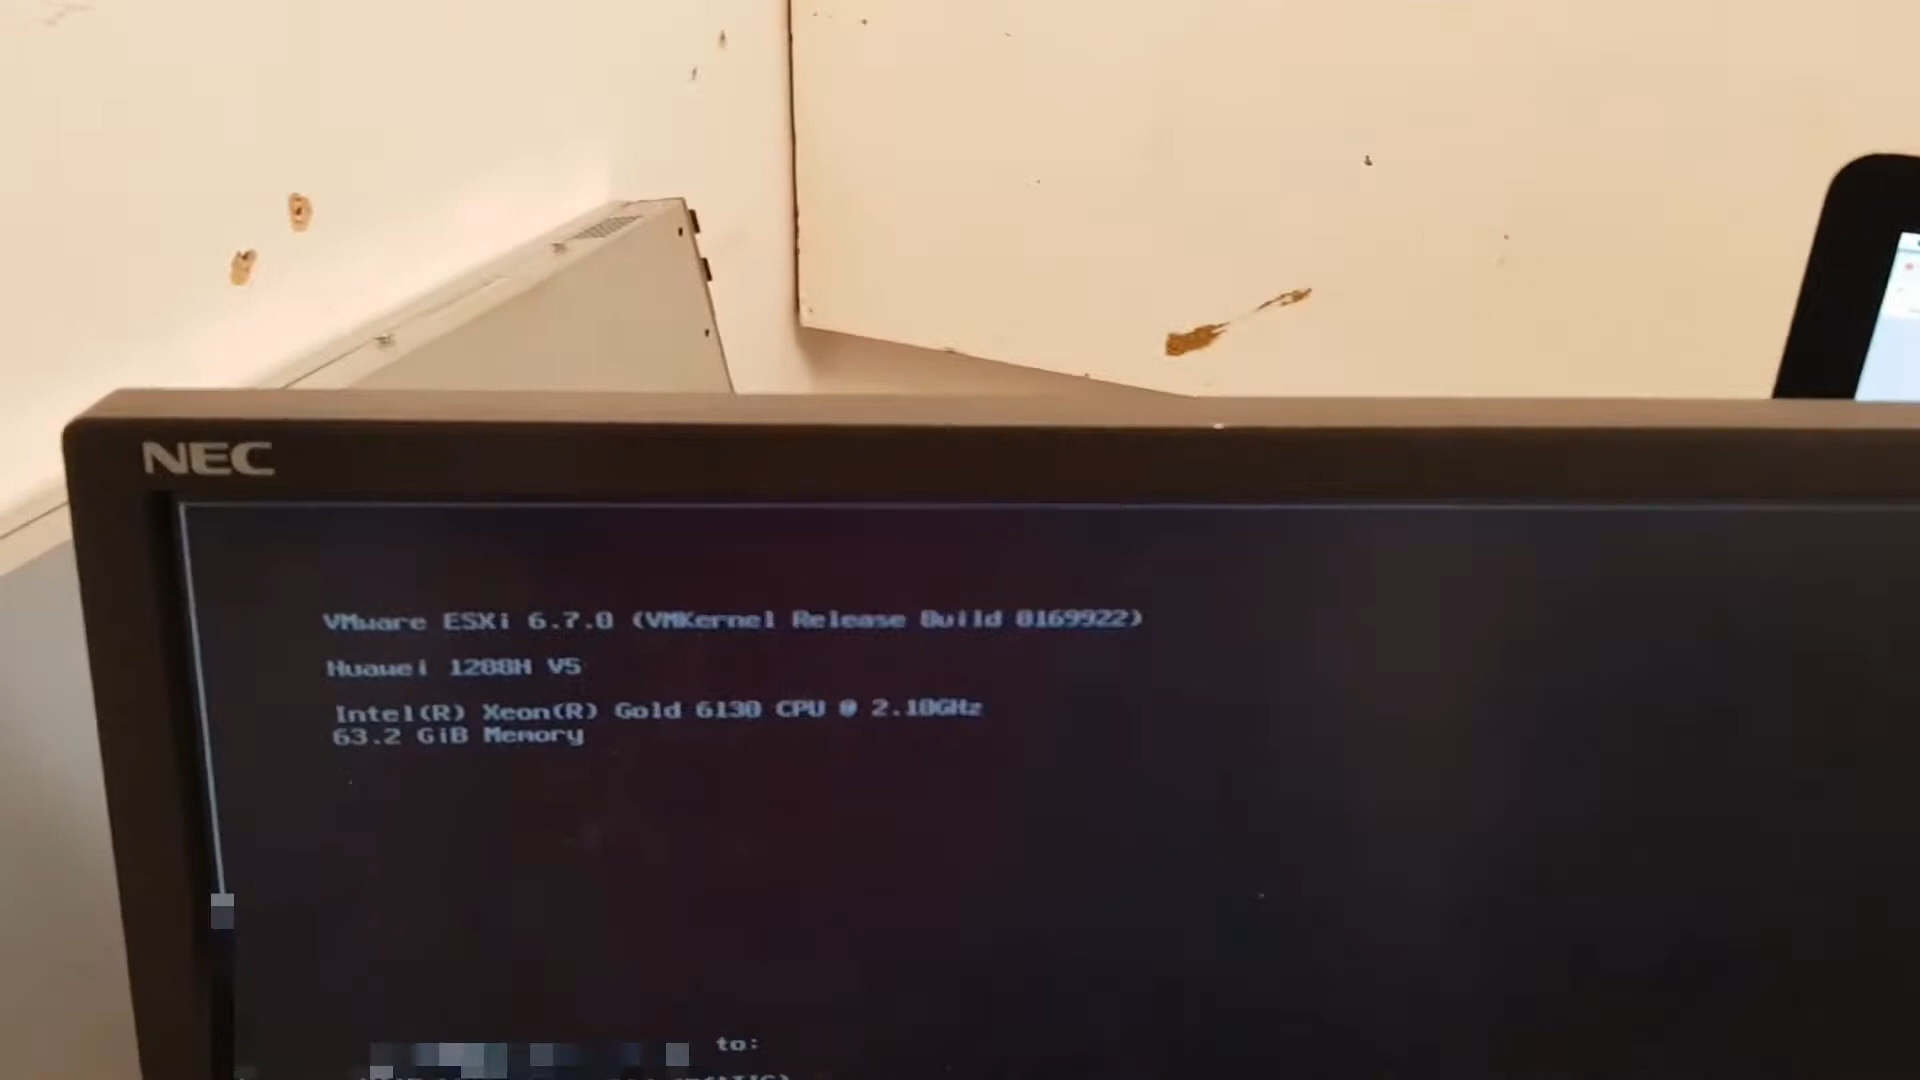 NEC
VMware ESXi 6.7.0 (VMKernel Release Build 8169922)
Huawei 1288H V5
Intel(R) Xeon(R) Gold 6130 CPU @ 2.10GHz
63.2 GiB Memory
to: